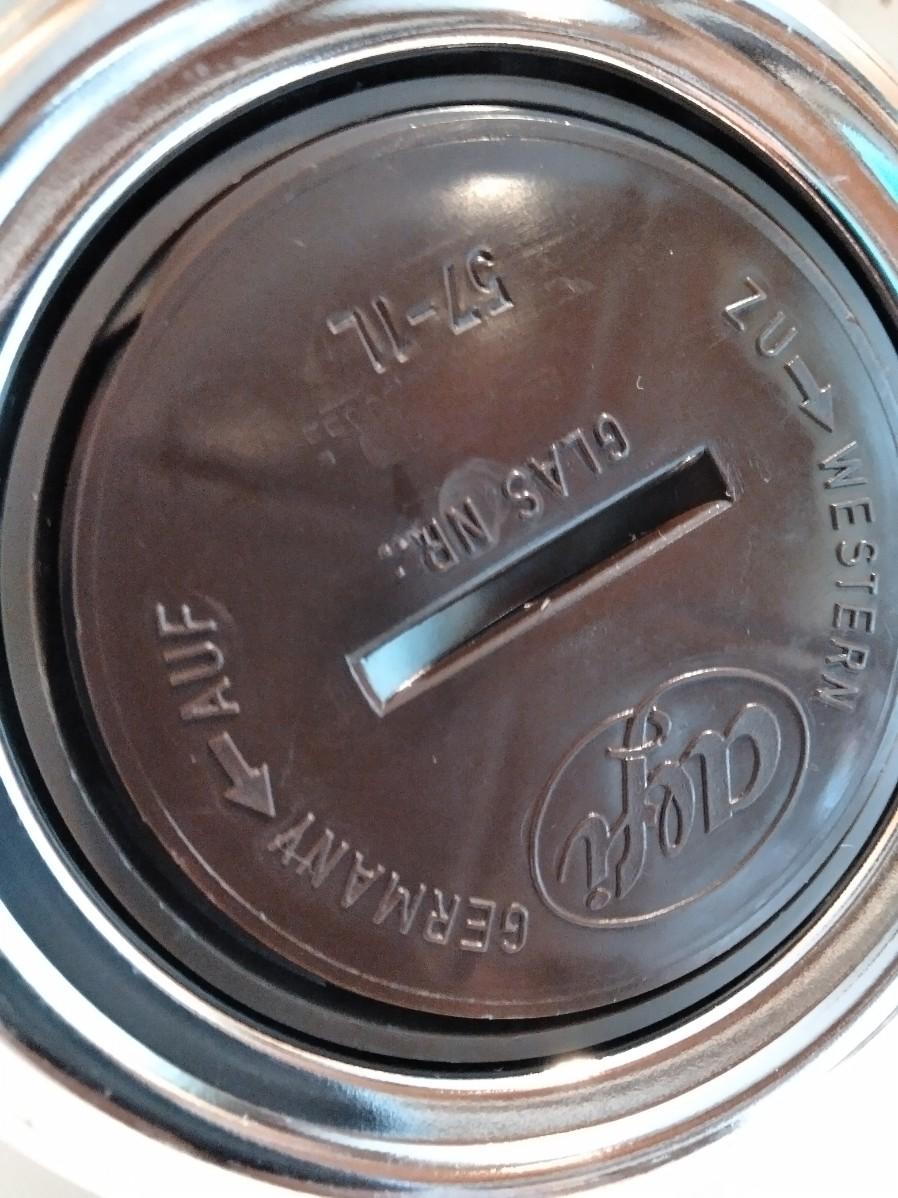 alfi
WESTERN GERMANY
ZU
AUF
GLAS NR.:
57-1L